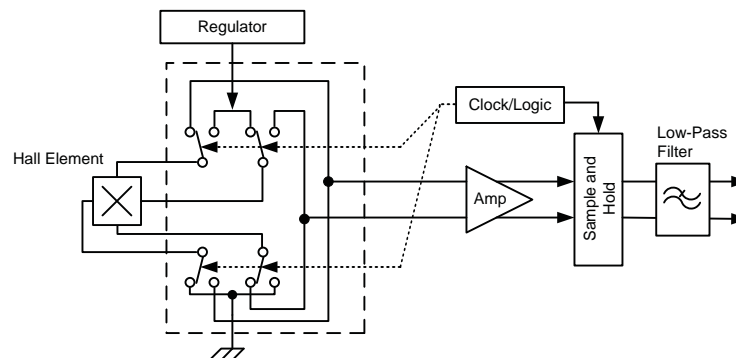 Regulator
Clock/Logic
Hall Element
Amp
Sample and
Hold
Low-Pass
Filter